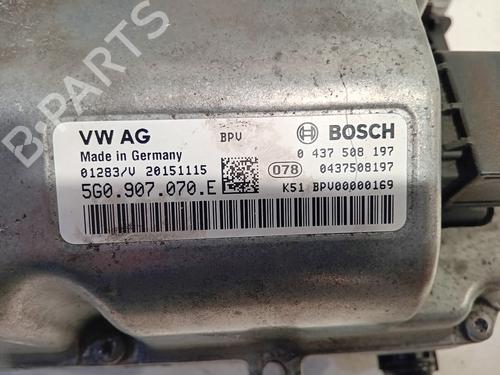 B-PARTS
VW AG
BPV
BOSCH
Made in Germany
0 437 508 197
01283/V 20151115
078
0437508197
5G0.907.070.E
K51 BPV00000169